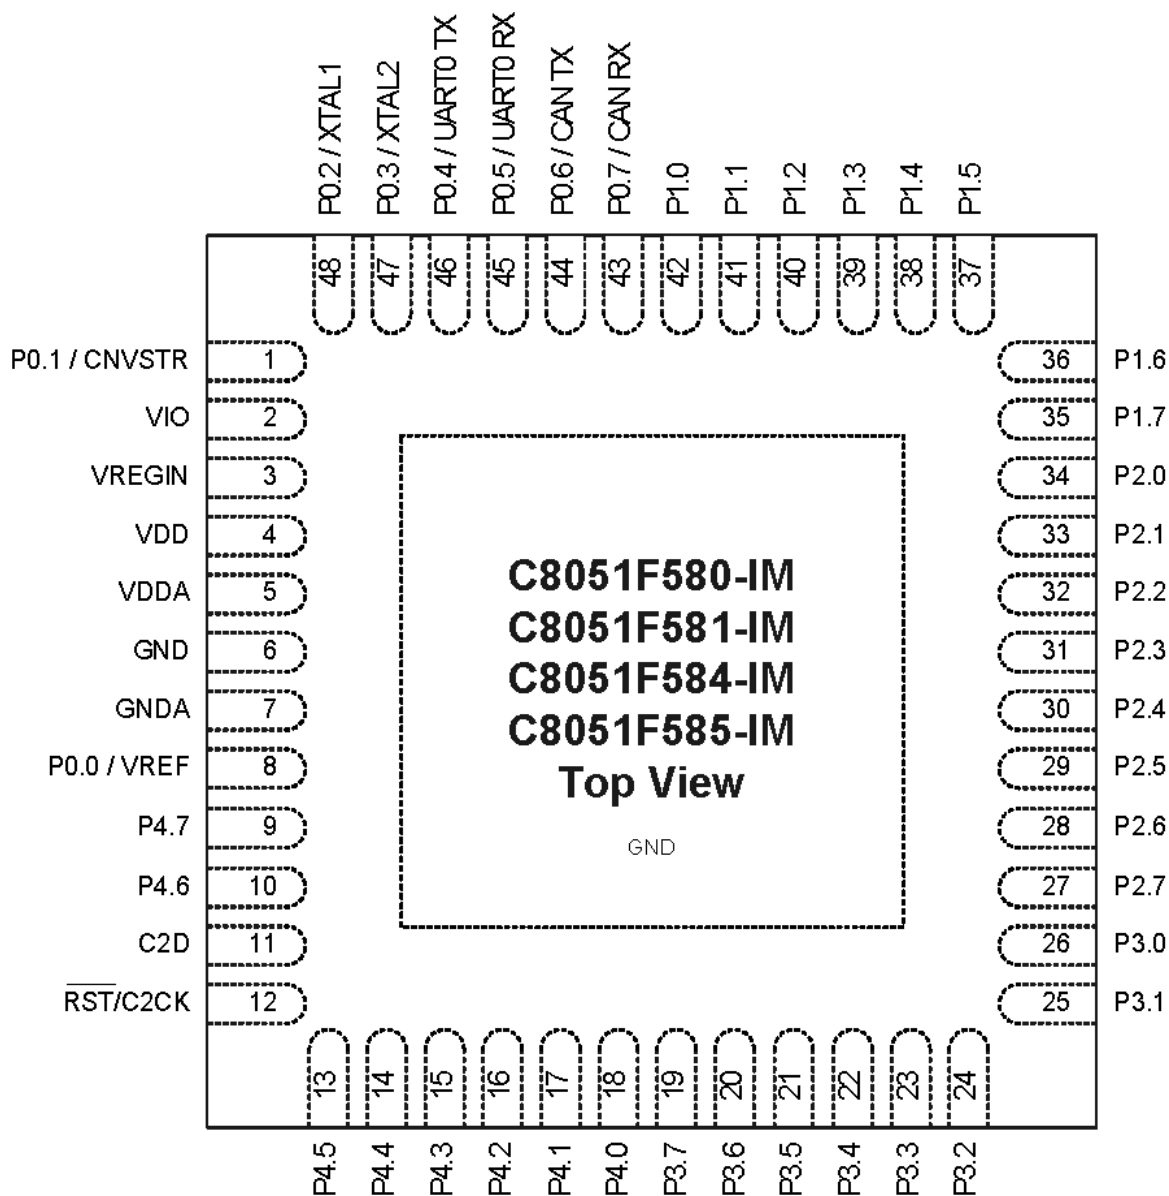 P0.2 / XTAL1
P0.3 / XTAL2
P0.4 / UART0 TX
P0.5 / UART0 RX
P0.6 / CAN TX
P0.7 / CAN RX
P1.0
P1.1
P1.2
P1.3
P1.4
P1.5
48
47
46
45
44
43
42
41
40
39
38
37
P0.1 / CNVSTR 1
VIO 2
VREGIN 3
VDD 4
VDDA 5
GND 6
GNDA 7
P0.0 / VREF 8
P4.7 9
P4.6 10
C2D 11
RST/C2CK 12
C8051F580-IM
C8051F581-IM
C8051F584-IM
C8051F585-IM
Top View
GND
36 P1.6
35 P1.7
34 P2.0
33 P2.1
32 P2.2
31 P2.3
30 P2.4
29 P2.5
28 P2.6
27 P2.7
26 P3.0
25 P3.1
13
14
15
16
17
18
19
20
21
22
23
24
P4.5
P4.4
P4.3
P4.2
P4.1
P4.0
P3.7
P3.6
P3.5
P3.4
P3.3
P3.2